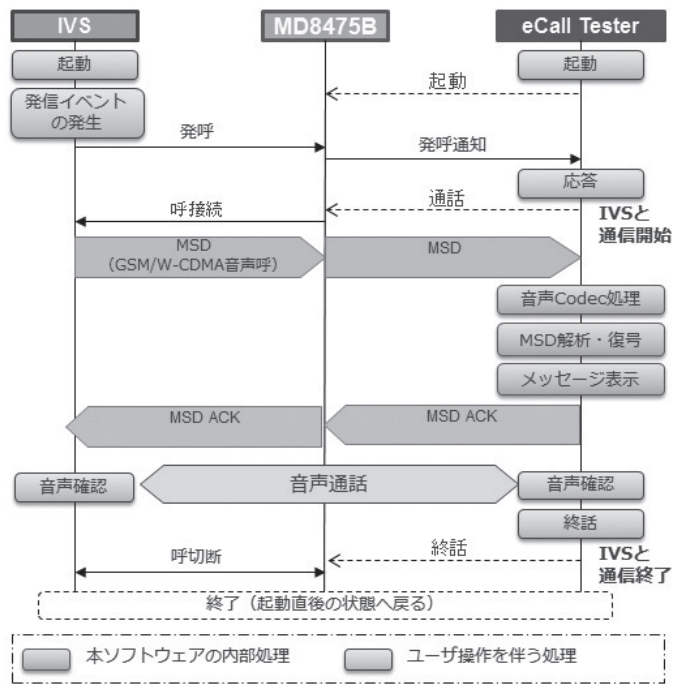 IVS
MD8475B
eCall Tester
起動
起動
起動
発信イベント
の発生
発呼
発呼通知
応答
通話
呼接続
IVSと
通信開始
MSD
（GSM/W-CDMA音声呼）
MSD
音声Codec処理
MSD解析・復号
メッセージ表示
MSD ACK
MSD ACK
音声確認
音声通話
音声確認
終話
終話
呼切断
IVSと
通信終了
終了（起動直後の状態へ戻る）
本ソフトウェアの内部処理
ユーザ操作を伴う処理